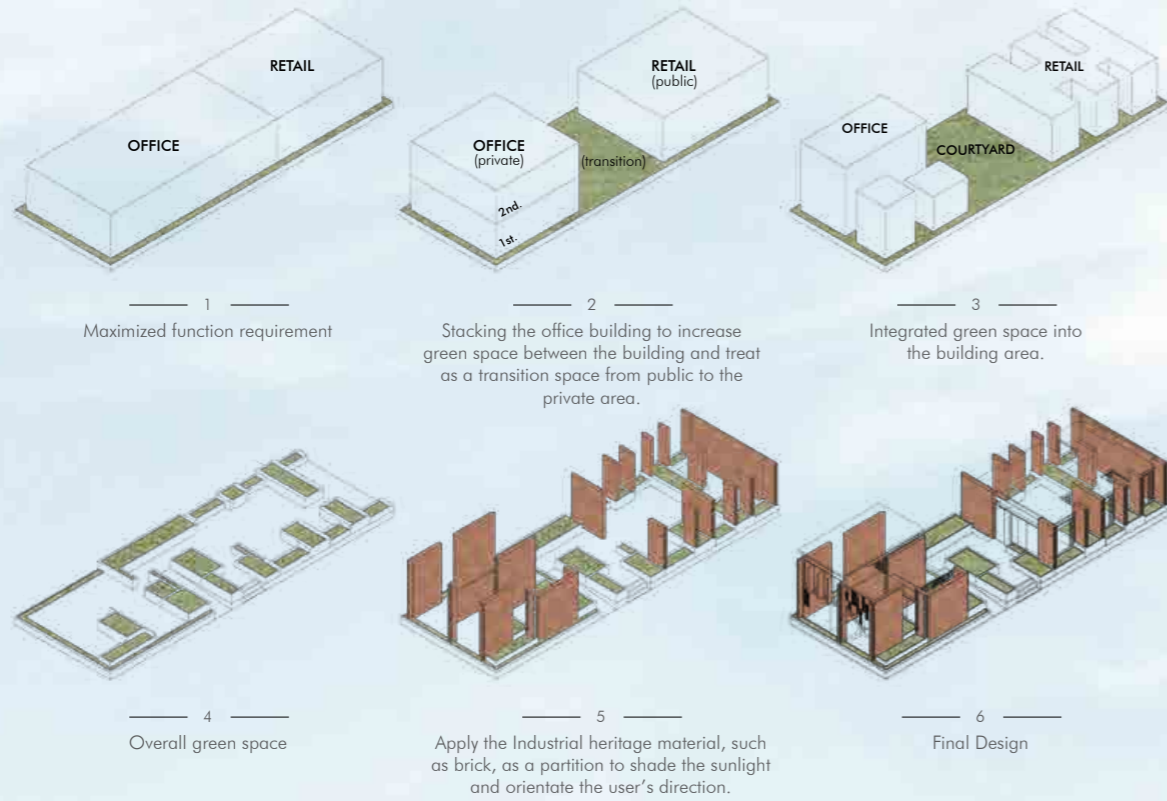 RETAIL
OFFICE
1
Maximized function requirement
RETAIL
(public)
OFFICE
(private)
(transition)
2nd.
1st.
2
Stacking the office building to increase
green space between the building and treat
as a transition space from public to the
private area.
RETAIL
OFFICE
COURTYARD
3
Integrated green space into
the building area.
4
Overall green space
5
Apply the Industrial heritage material, such
as brick, as a partition to shade the sunlight
and orientate the user’s direction.
6
Final Design